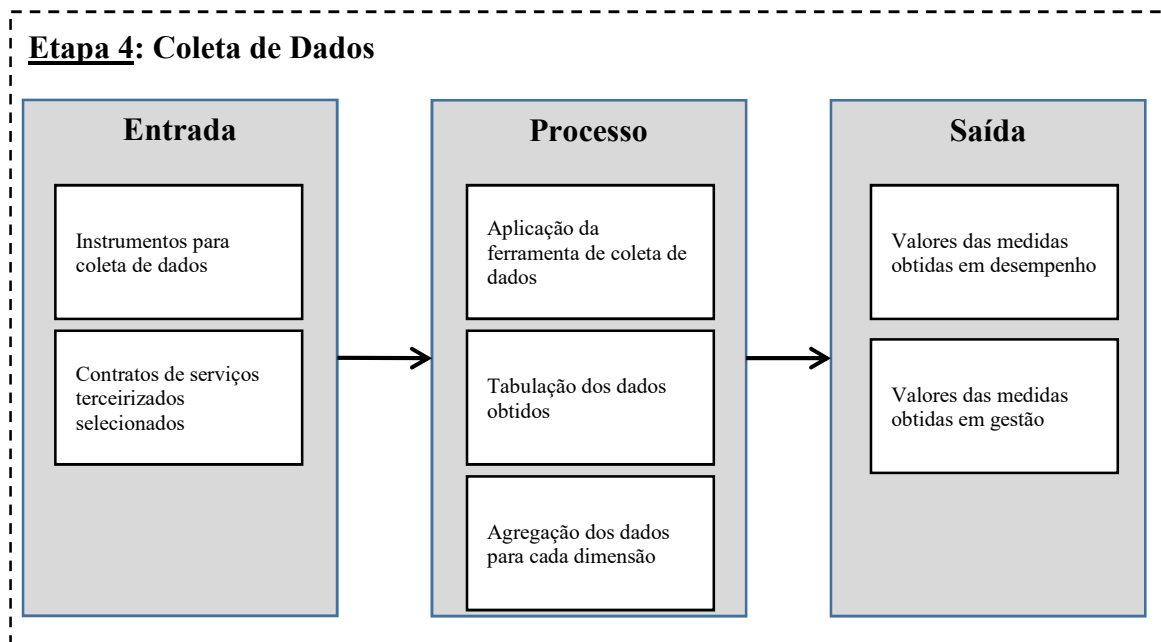 Etapa 4: Coleta de Dados
Entrada
Instrumentos para
coleta de dados
Contratos de serviços
terceirizados
selecionados
Processo
Aplicação da
ferramenta de coleta de
dados
Tabulação dos dados
obtidos
Agregação dos dados
para cada dimensão
Saída
Valores das medidas
obtidas em desempenho
Valores das medidas
obtidas em gestão